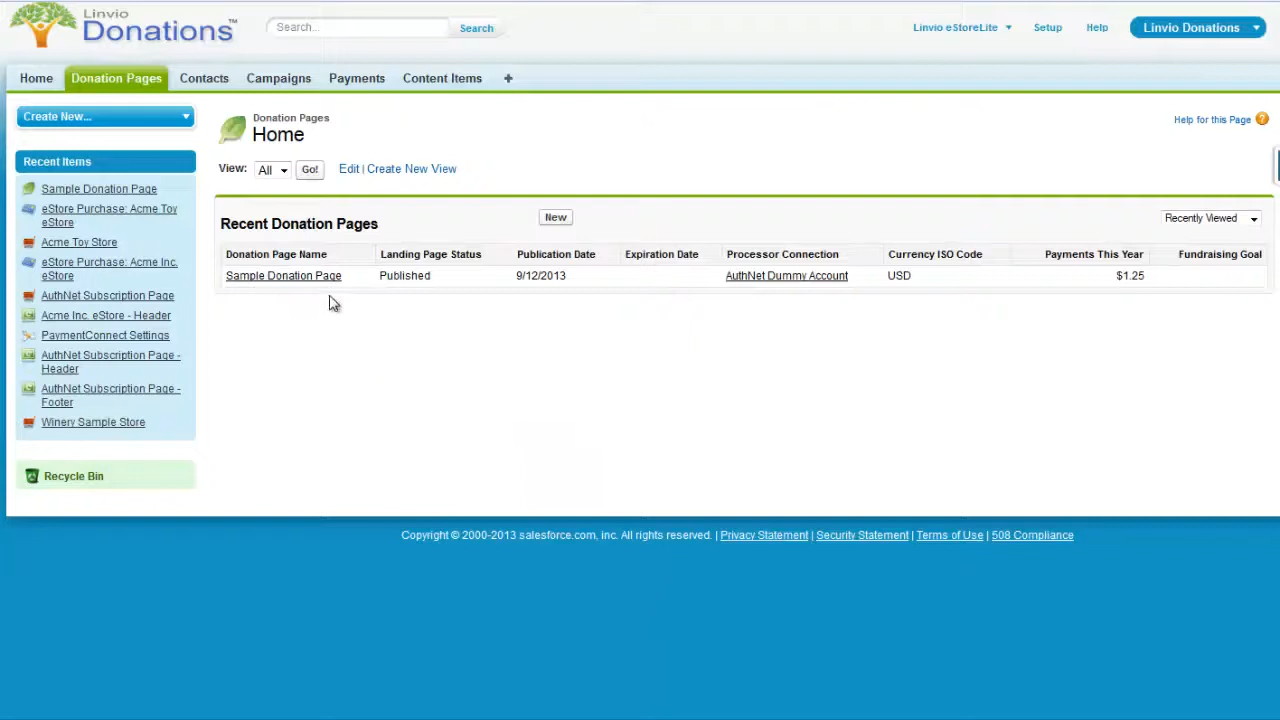 Linvio
Donations™
Search...
Search
Linvio eStoreLite
Setup
Help
Linvio Donations
Home
Donation Pages
Contacts
Campaigns
Payments
Content Items
+
Create New...
Recent Items
Sample Donation Page
eStore Purchase: Acme Toy
eStore
Acme Toy Store
eStore Purchase: Acme Inc.
eStore
AuthNet Subscription Page
Acme Inc. eStore - Header
PaymentConnect Settings
AuthNet Subscription Page -
Header
AuthNet Subscription Page -
Footer
Winery Sample Store
Recycle Bin
Donation Pages
Home
Help for this Page ?
View: All Go! Edit | Create New View
Recent Donation Pages
New
Recently Viewed
Donation Page Name Landing Page Status Publication Date Expiration Date Processor Connection Currency ISO Code Payments This Year Fundraising Goal
Sample Donation Page Published 9/12/2013 AuthNet Dummy Account USD $1.25
Copyright © 2000-2013 salesforce.com, inc. All rights reserved. | Privacy Statement | Security Statement | Terms of Use | 508 Compliance